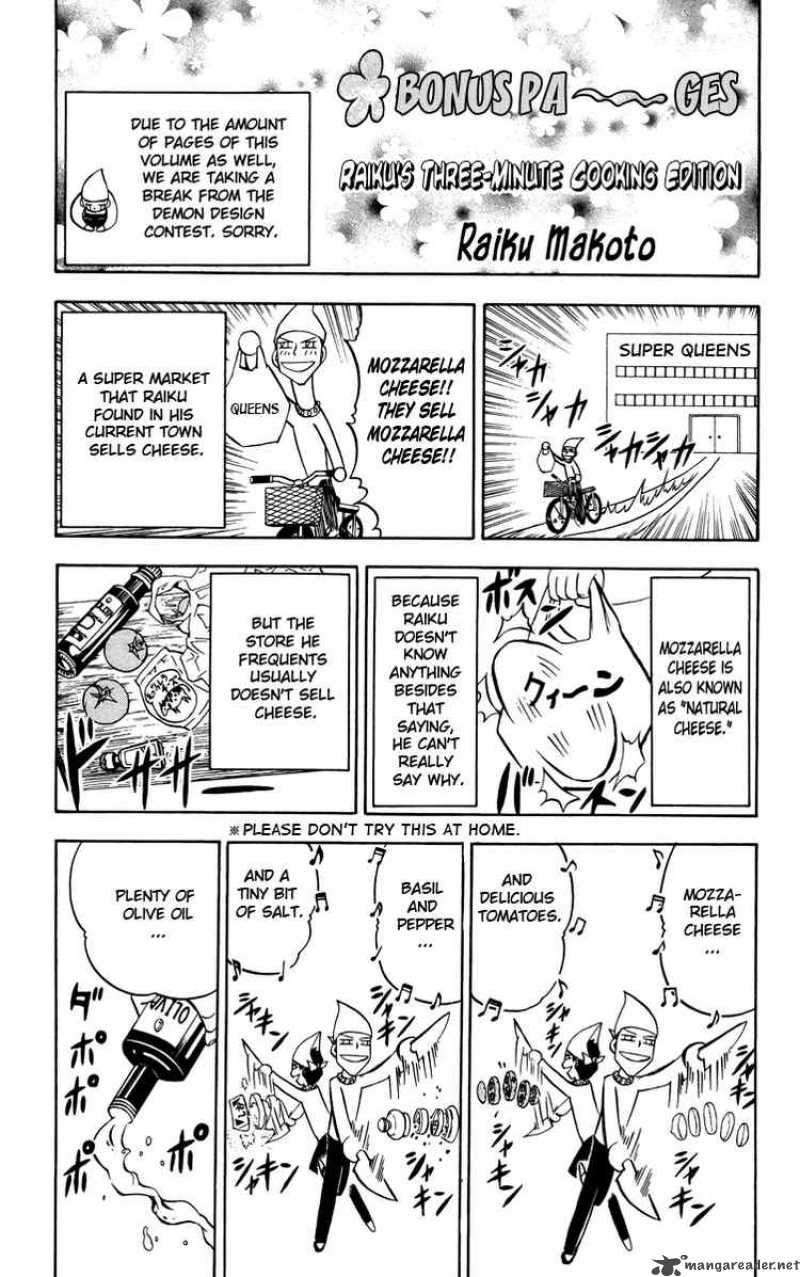 BONUS PA～GES
RAIKU'S THREE-MINUTE COOKING EDITION
Raiku Makoto
DUE TO THE AMOUNT
OF PAGES OF THIS
VOLUME AS WELL,
WE ARE TAKING A
BREAK FROM THE
DEMON DESIGN
CONTEST. SORRY.
SUPER QUEENS
シャカ
シャカ
シャカ
シャカ
MOZZARELLA
CHEESE!!
THEY SELL
MOZZARELLA
CHEESE!!
QUEENS
A SUPER MARKET
THAT RAIKU
FOUND IN HIS
CURRENT TOWN
SELLS CHEESE.
MOZZARELLA
CHEESE IS
ALSO KNOWN
AS "NATURAL
CHEESE."
ボスン
クィーン
BECAUSE
RAIKU
DOESN'T
KNOW
ANYTHING
BESIDES
THAT
SAYING,
HE CAN'T
REALLY
SAY WHY.
BUT THE
STORE HE
FREQUENTS
USUALLY
DOESN'T SELL
CHEESE.
※PLEASE DON'T TRY THIS AT HOME.
MOZZA-
RELLA
CHEESE
...
AND
DELICIOUS
TOMATOES.
シャキン
シャキン
BASIL
AND
PEPPER
...
AND A
TINY BIT
OF SALT.
シャキン
シャキン
シャキン
PLENTY OF
OLIVE OIL
...
OLIVE
ダポポポポ
mangareader.net